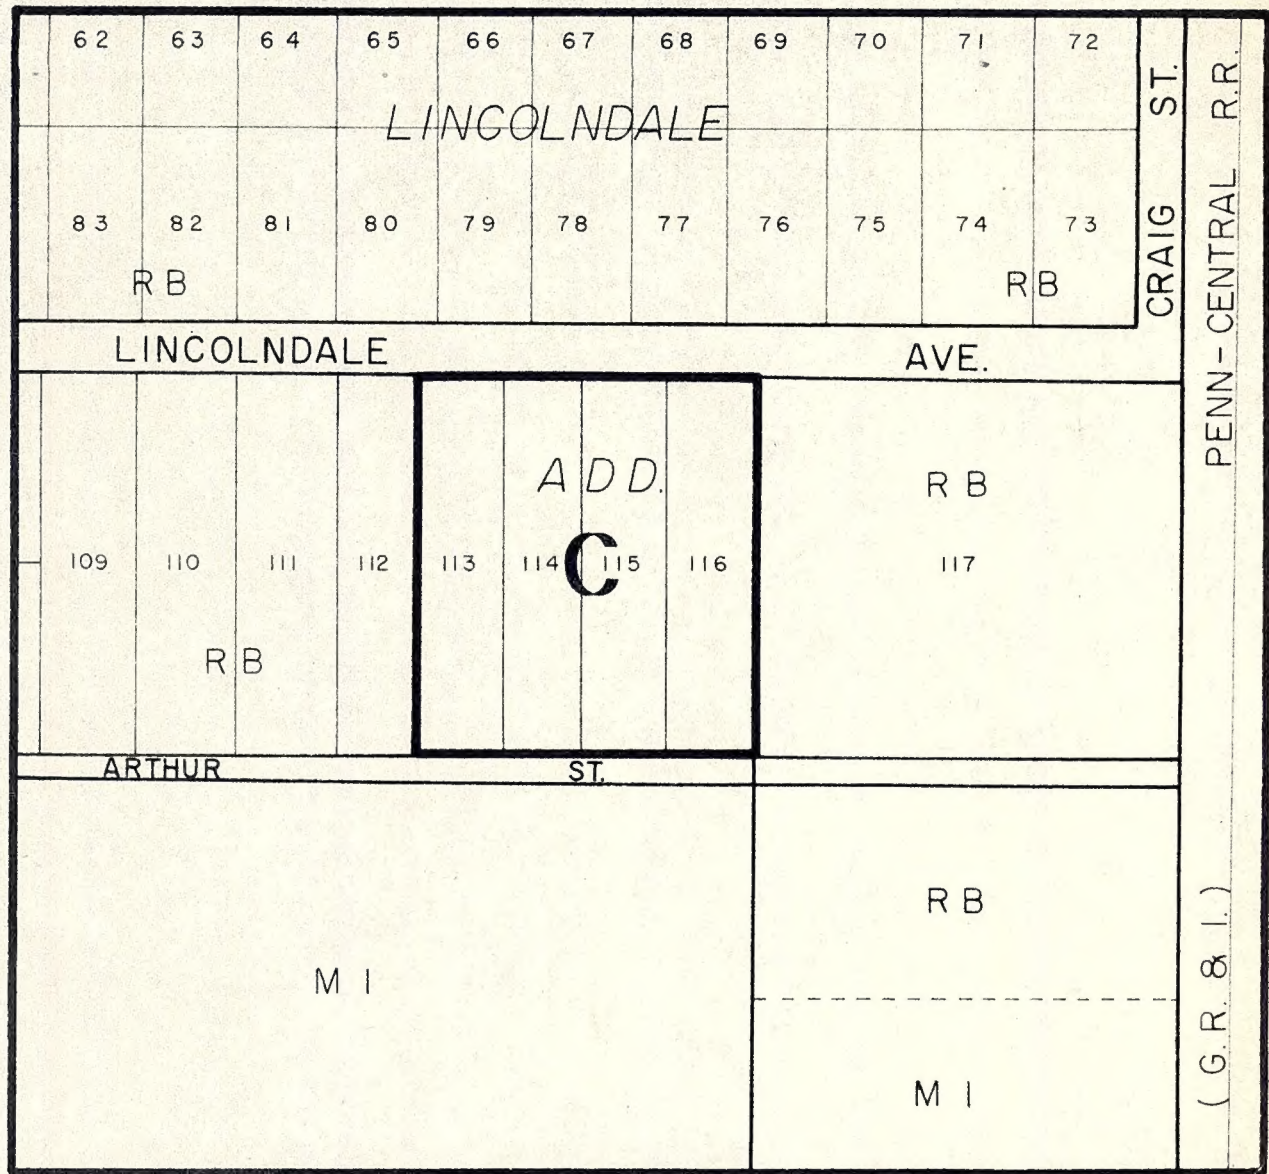 62 63 64 65 66 67 68 69 70 71 72
LINCOLNDALE
83 82 81 80 79 78 77 76 75 74 73
RB RB
CRAIG ST.
PENN-CENTRAL R.R.
(G.R. & I.)
LINCOLNDALE AVE.
ADD.
RB
109 110 111 112 113 114 C 115 116 117
RB
ARTHUR ST.
RB
M I
M I